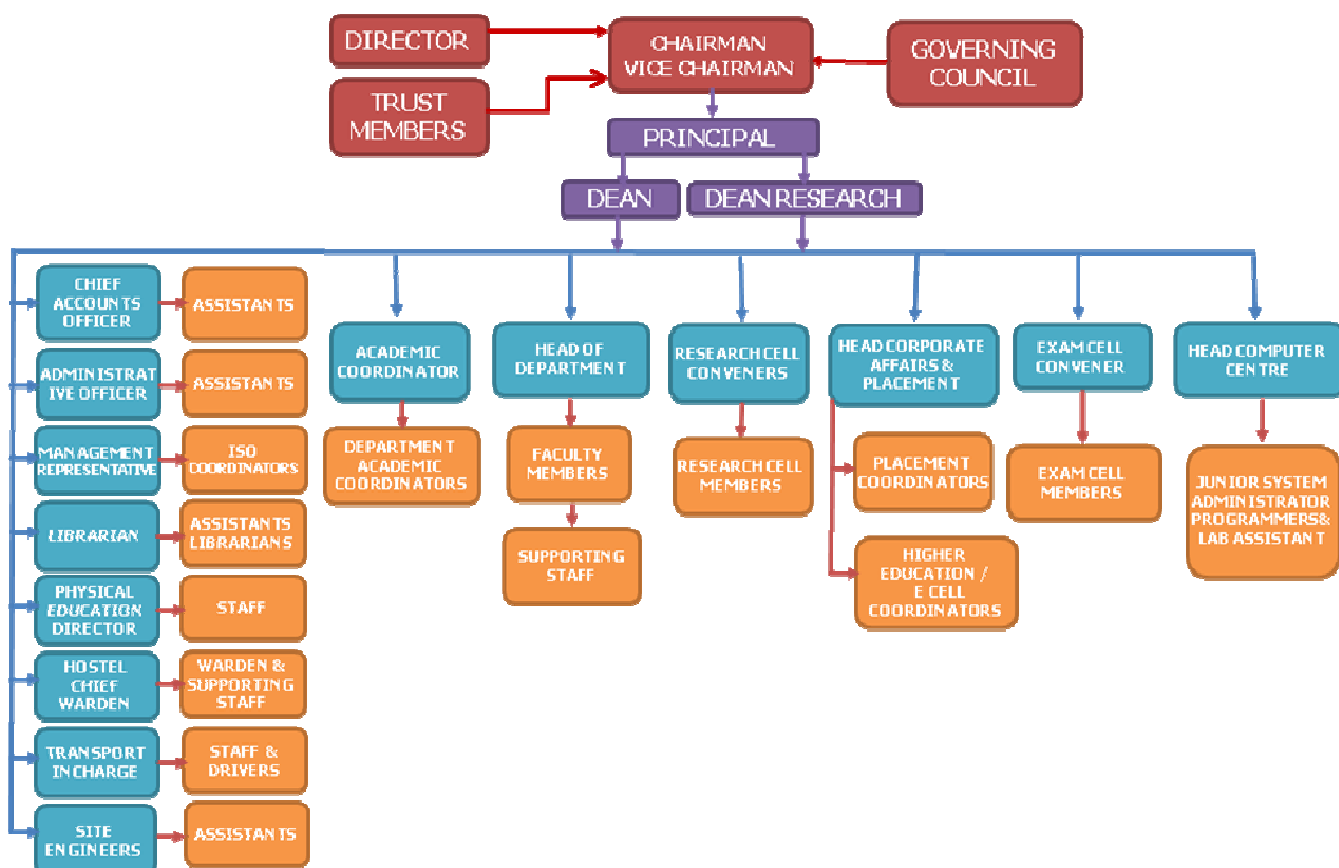 DIRECTOR
CHAIRMAN
VICE CHAIRMAN
GOVERNING
COUNCIL
TRUST
MEMBERS
PRINCIPAL
DEAN
DEAN RESEARCH
CHIEF
ACCOUNTS
OFFICER
ASSISTANTS
ADMINISTRAT
IVE OFFICER
ASSISTANTS
MANAGEMENT
REPRESENTATIVE
ISO
COORDINATORS
LIBRARIAN
ASSISTANTS
LIBRARIANS
PHYSICAL
EDUCATION
DIRECTOR
STAFF
HOSTEL
CHIEF
WARDEN
WARDEN &
SUPPORTING
STAFF
TRANSPORT
INCHARGE
STAFF &
DRIVERS
SITE
ENGINEERS
ASSISTANTS
ACADEMIC
COORDINATOR
DEPARTMENT
ACADEMIC
COORDINATORS
HEAD OF
DEPARTMENT
FACULTY
MEMBERS
SUPPORTING
STAFF
RESEARCH CELL
CONVENERS
RESEARCH CELL
MEMBERS
HEAD CORPORATE
AFFAIRS &
PLACEMENT
PLACEMENT
COORDINATORS
HIGHER
EDUCATION /
E CELL
COORDINATORS
EXAM CELL
CONVENER
EXAM CELL
MEMBERS
HEAD COMPUTER
CENTRE
JUNIOR SYSTEM
ADMINISTRATOR
PROGRAMMERS&
LAB ASSISTANT